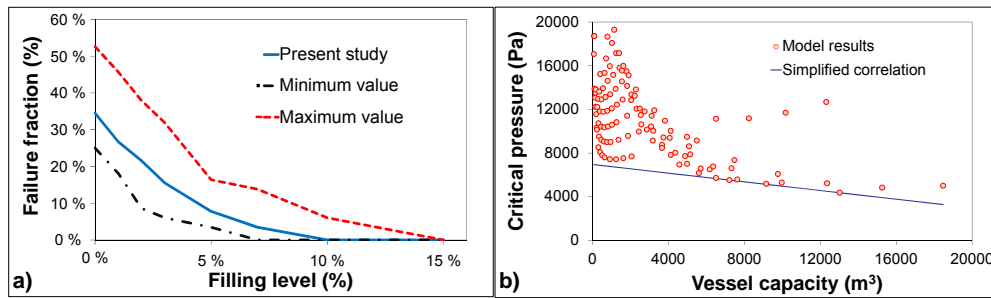 60 %
50 %
40 %
30 %
20 %
10 %
0 %
Failure fraction (%)
Present study
Minimum value
Maximum value
0 %
5 %
10 %
15 %
Filling level (%)
a)
20000
16000
12000
8000
4000
0
Critical pressure (Pa)
Model results
Simplified correlation
0
4000
8000
12000
16000
20000
Vessel capacity (m³)
b)